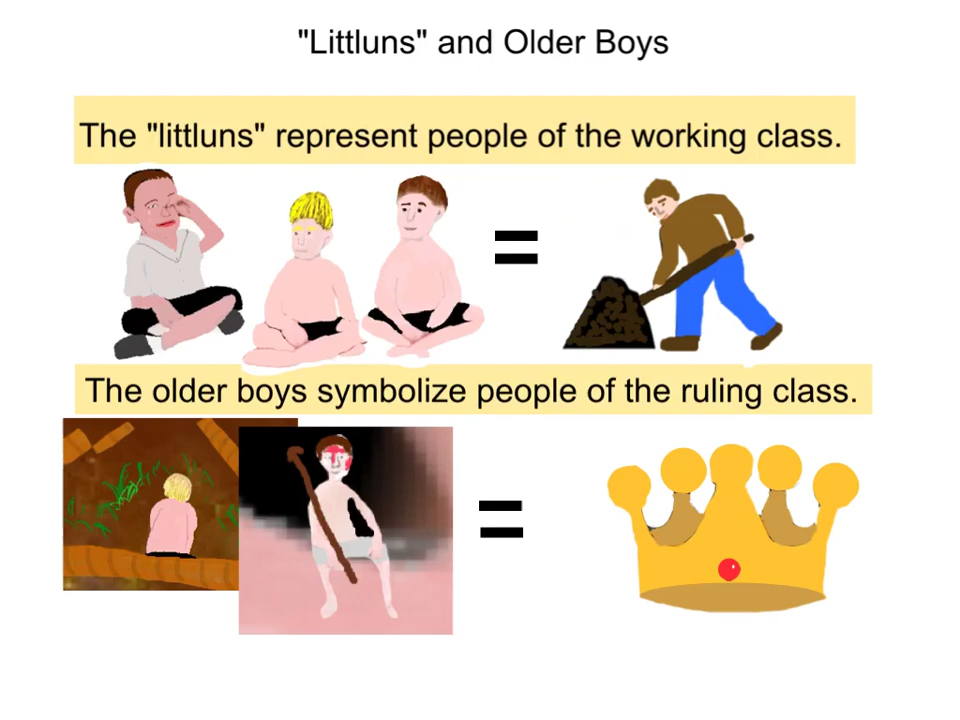 "Littluns" and Older Boys
The "littluns" represent people of the working class.
The older boys symbolize people of the ruling class.